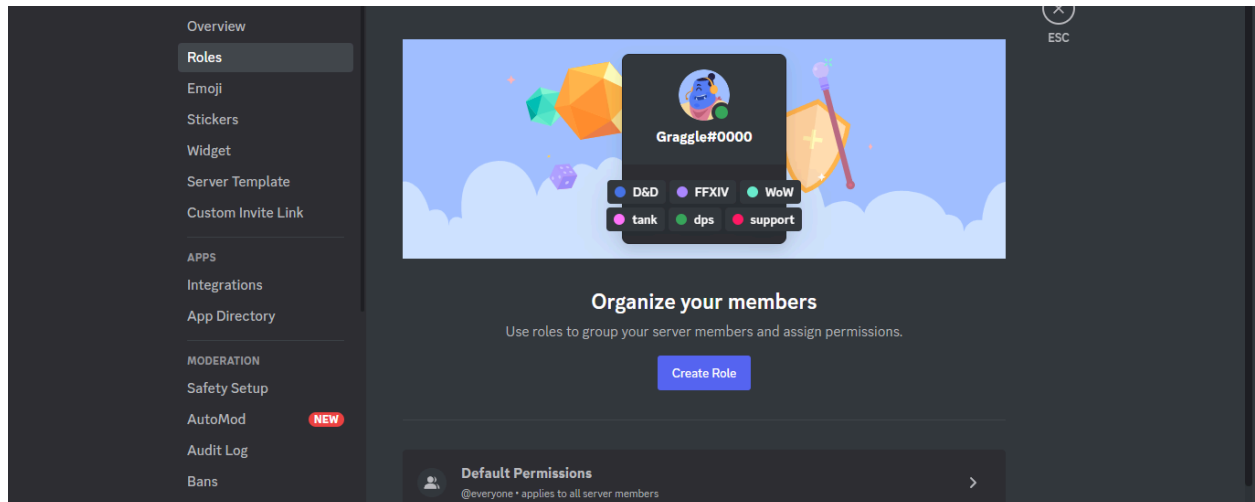 Overview
Roles
Emoji
Stickers
Widget
Server Template
Custom Invite Link
APPS
Integrations
App Directory
MODERATION
Safety Setup
AutoMod NEW
Audit Log
Bans
ESC
Graggle#0000
D&D FFXIV WoW
tank dps support
Organize your members
Use roles to group your server members and assign permissions.
Create Role
Default Permissions
@everyone • applies to all server members